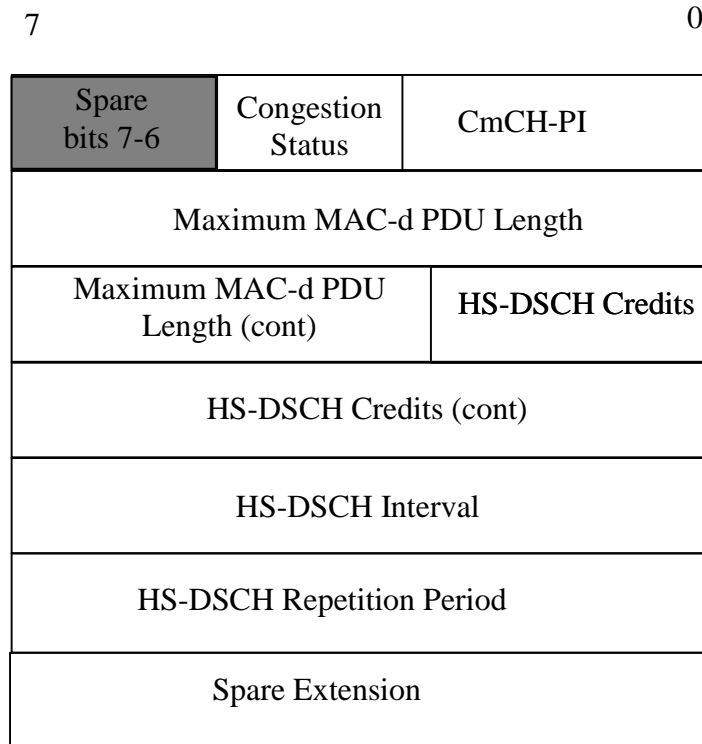 7 0
Spare
bits 7-6
Congestion
Status
CmCH-PI
Maximum MAC-d PDU Length
Maximum MAC-d PDU
Length (cont)
HS-DSCH Credits
HS-DSCH Credits (cont)
HS-DSCH Interval
HS-DSCH Repetition Period
Spare Extension